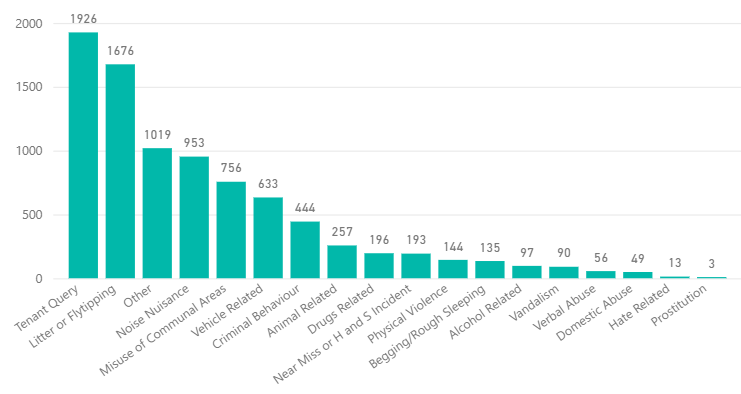 2000
1500
1000
500
0
1926
1676
1019
953
756
633
444
257
196
193
144
135
97
90
56
49
13
3
Tenant Query
Litter or Flytipping
Other
Noise Nuisance
Misuse of Communal Areas
Vehicle Related
Criminal Behaviour
Animal Related
Drugs Related
Near Miss or H and S Incident
Physical Violence
Begging/Rough Sleeping
Alcohol Related
Vandalism
Verbal Abuse
Domestic Abuse
Hate Related
Prostitution